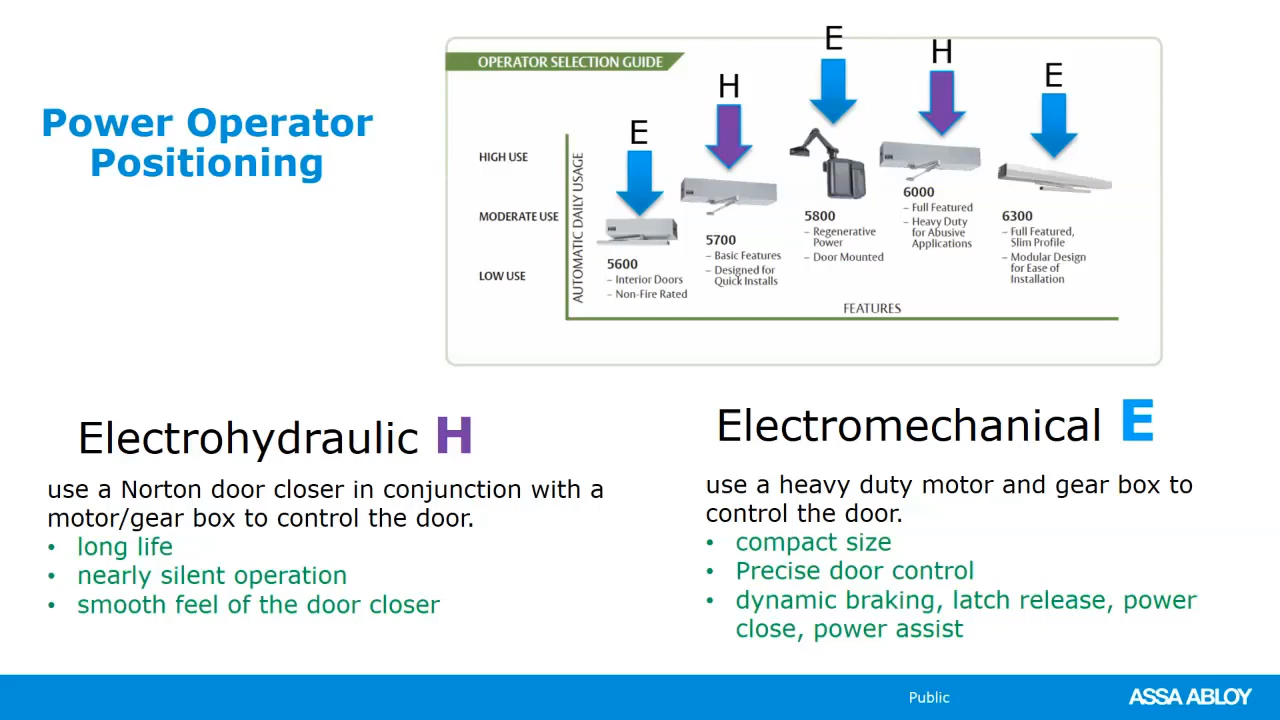 Power Operator
Positioning
OPERATOR SELECTION GUIDE
E
H
E
H
E
HIGH USE
MODERATE USE
LOW USE
AUTOMATIC DAILY USAGE
5600
– Interior Doors
– Non-Fire Rated
5700
– Basic Features
– Designed for
Quick Installs
5800
– Regenerative
Power
– Door Mounted
6000
– Full Featured
– Heavy Duty
for Abusive
Applications
6300
– Full Featured,
Slim Profile
– Modular Design
for Ease of
Installation
FEATURES
Electrohydraulic H
use a Norton door closer in conjunction with a
motor/gear box to control the door.
• long life
• nearly silent operation
• smooth feel of the door closer
Electromechanical E
use a heavy duty motor and gear box to
control the door.
• compact size
• Precise door control
• dynamic braking, latch release, power
close, power assist
Public
ASSA ABLOY